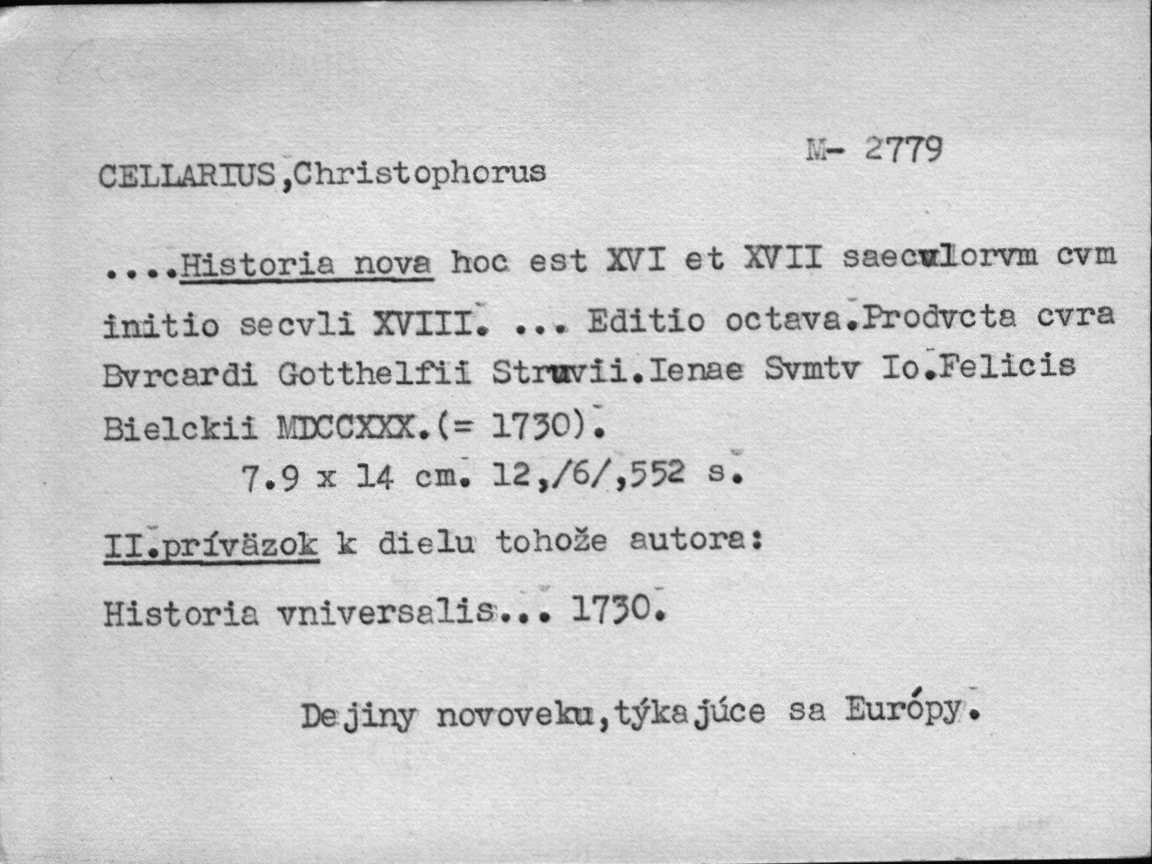 M- 2779
CELLARIUS,Christophorus
....Historia nova hoc est XVI et XVII saecvlorvm cvm
initio secvli XVIII. ... Editio octava.Prodvcta cvra
Bvrcardi Gotthelfii Struvii.Ienae Svmtv Io.Felicis
Bielckii MDCCXXX.(= 1730).
7.9 x 14 cm. 12,/6/,552 s.
II.príväzok k dielu tohože autora:
Historia vniversalis... 1730.
Dejiny novoveku,týkajúce sa Európy.